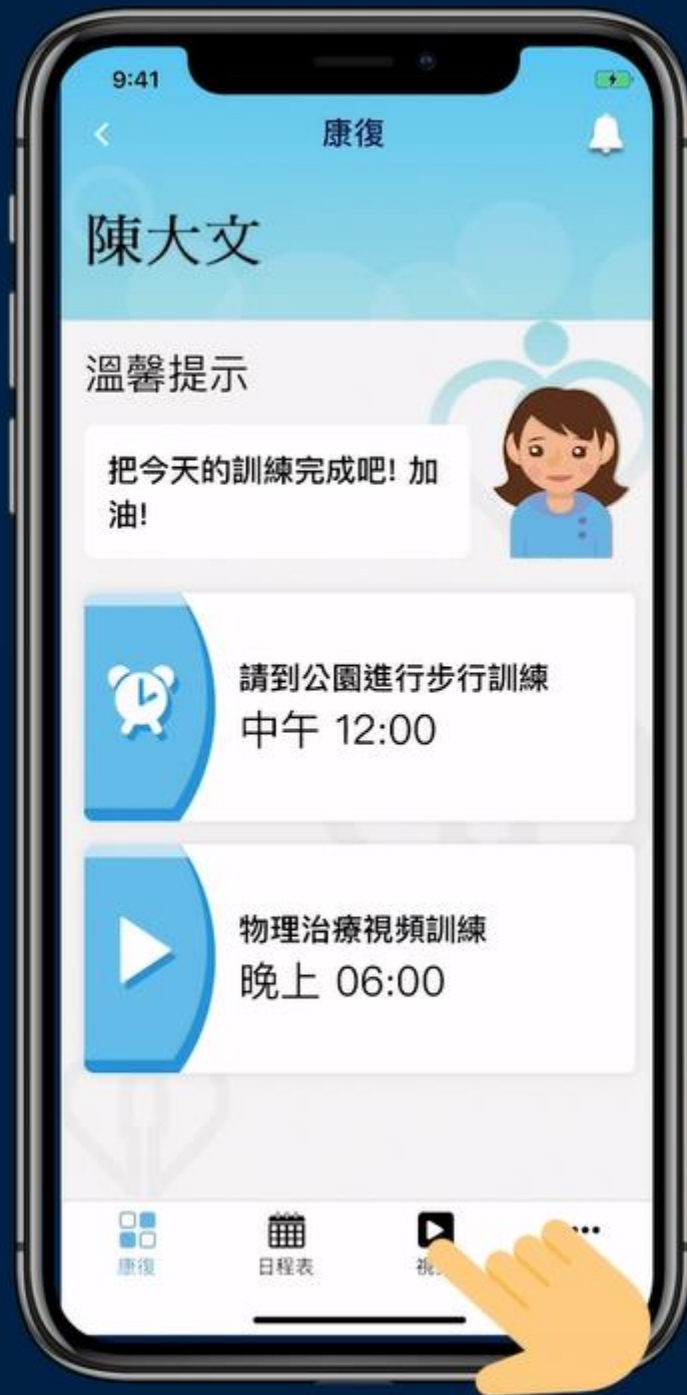 9:41
康復
陳大文
溫馨提示
把今天的訓練完成吧! 加
油!
請到公園進行步行訓練
中午 12:00
物理治療視頻訓練
晚上 06:00
康復
日程表
視